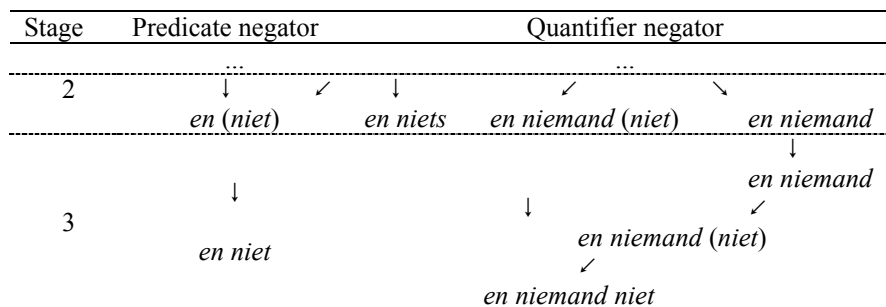 Stage Predicate negator Quantifier negator
... ...
2
↓ ↙ ↓ ↙ ↘
en (niet) en niets en niemand (niet) en niemand
↓
en niemand
↓ ↓ ↙
3
en niemand (niet)
en niet
↙
en niemand niet